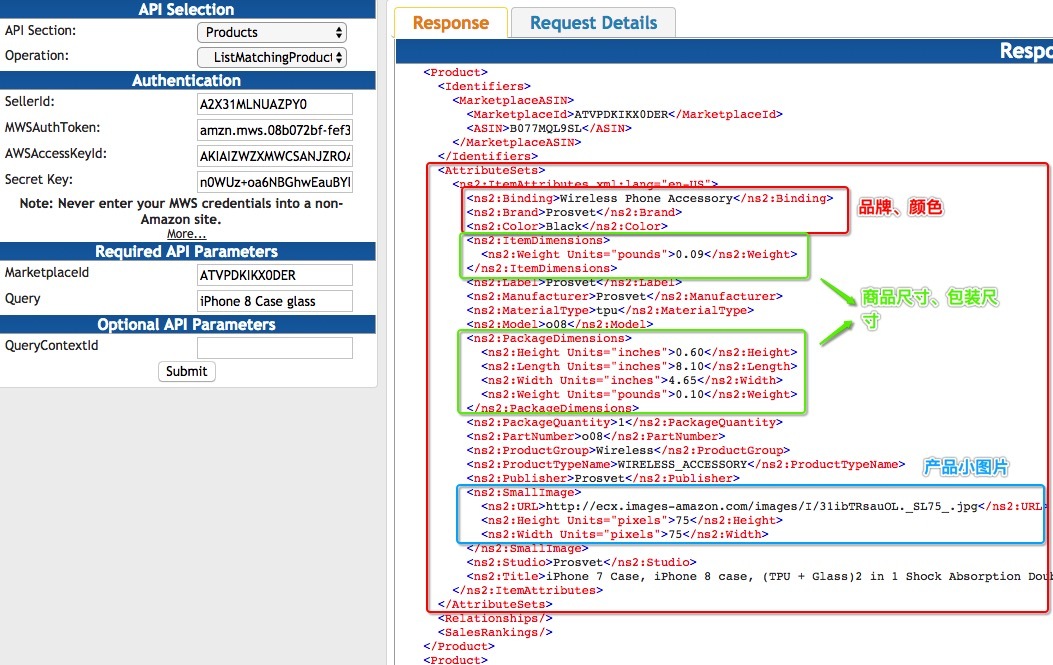 API Selection
API Section:
Products
Operation:
ListMatchingProduct
Authentication
SellerId:
A2X31MLNUAZPY0
MWSAuthToken:
amzn.mws.08b072bf-fef3
AWSAccessKeyId:
AKIAIZWZXMWCSANJZROA
Secret Key:
n0WUz+oa6NBGhwEauBYI
Note: Never enter your MWS credentials into a non-
Amazon site.
More...
Required API Parameters
MarketplaceId
ATVPDKIKX0DER
Query
iPhone 8 Case glass
Optional API Parameters
QueryContextId
Submit
Response
Request Details
Respo
<Product>
<Identifiers>
<MarketplaceASIN>
<MarketplaceId>ATVPDKIKX0DER</MarketplaceId>
<ASIN>B077MQL9SL</ASIN>
</MarketplaceASIN>
</Identifiers>
<AttributeSets>
<ns2:ItemAttributes xml:lang="en-US">
<ns2:Binding>Wireless Phone Accessory</ns2:Binding>
<ns2:Brand>Prosvet</ns2:Brand>
<ns2:Color>Black</ns2:Color>
品牌、颜色
<ns2:ItemDimensions>
<ns2:Weight Units="pounds">0.09</ns2:Weight>
</ns2:ItemDimensions>
<ns2:Label>Prosvet</ns2:Label>
<ns2:Manufacturer>Prosvet</ns2:Manufacturer>
<ns2:MaterialType>tpu</ns2:MaterialType>
<ns2:Model>o08</ns2:Model>
商品尺寸、包装尺
寸
<ns2:PackageDimensions>
<ns2:Height Units="inches">0.60</ns2:Height>
<ns2:Length Units="inches">8.10</ns2:Length>
<ns2:Width Units="inches">4.65</ns2:Width>
<ns2:Weight Units="pounds">0.10</ns2:Weight>
</ns2:PackageDimensions>
<ns2:PackageQuantity>1</ns2:PackageQuantity>
<ns2:PartNumber>o08</ns2:PartNumber>
<ns2:ProductGroup>Wireless</ns2:ProductGroup>
<ns2:ProductTypeName>WIRELESS_ACCESSORY</ns2:ProductTypeName>
<ns2:Publisher>Prosvet</ns2:Publisher>
产品小图片
<ns2:SmallImage>
<ns2:URL>http://ecx.images-amazon.com/images/I/31ibTRsauOL._SL75_.jpg</ns2:URL>
<ns2:Height Units="pixels">75</ns2:Height>
<ns2:Width Units="pixels">75</ns2:Width>
</ns2:SmallImage>
<ns2:Studio>Prosvet</ns2:Studio>
<ns2:Title>iPhone 7 Case, iPhone 8 case, (TPU + Glass)2 in 1 Shock Absorption Dou
</ns2:ItemAttributes>
</AttributeSets>
<Relationships/>
<SalesRankings/>
</Product>
<Product>